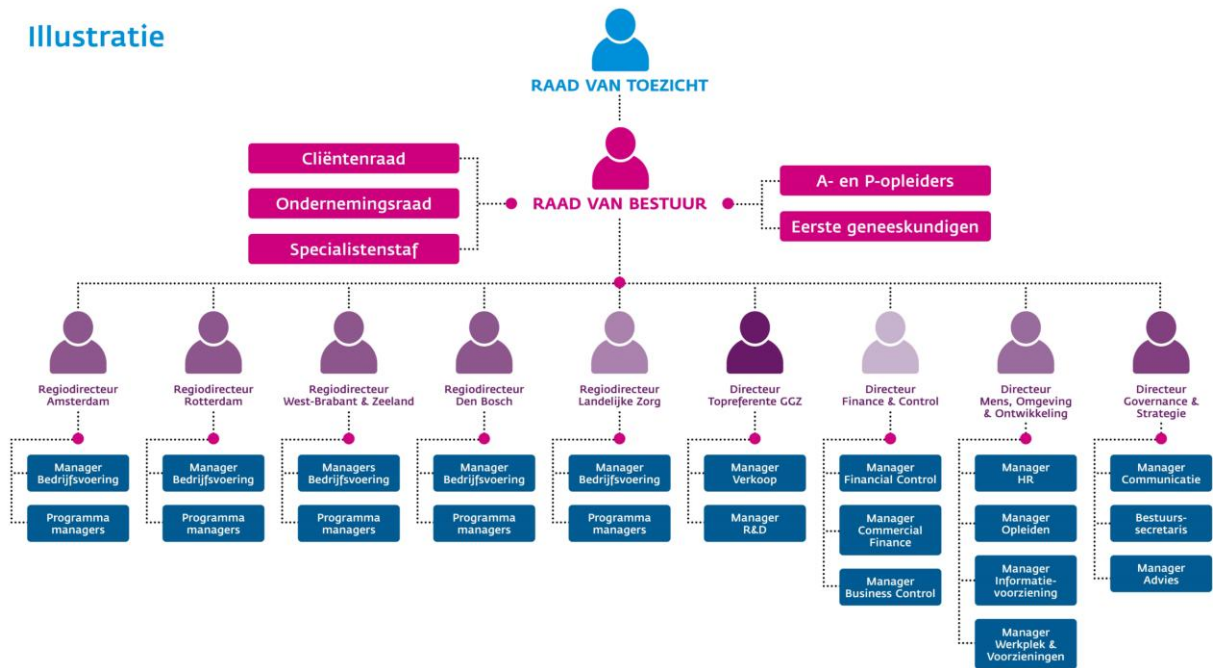 Illustratie
RAAD VAN TOEZICHT
Cliëntenraad
Ondernemingsraad
Specialistenstaf
RAAD VAN BESTUUR
A- en P-opleiders
Eerste geneeskundigen
Regiodirecteur
Amsterdam
Regiodirecteur
Rotterdam
Regiodirecteur
West-Brabant & Zeeland
Regiodirecteur
Den Bosch
Regiodirecteur
Landelijke Zorg
Directeur
Topreferente GGZ
Directeur
Finance & Control
Directeur
Mens, Omgeving
& Ontwikkeling
Directeur
Governance &
Strategie
Manager
Bedrijfsvoering
Programma
managers
Manager
Bedrijfsvoering
Programma
managers
Managers
Bedrijfsvoering
Programma
managers
Manager
Bedrijfsvoering
Programma
managers
Manager
Bedrijfsvoering
Programma
managers
Manager
Verkoop
Manager
R&D
Manager
Financial Control
Manager
Commercial
Finance
Manager
Business Control
Manager
HR
Manager
Opleiden
Manager
Informatie-
voorziening
Manager
Werkplek &
Voorzieningen
Manager
Communicatie
Bestuurs-
secretaris
Manager
Advies